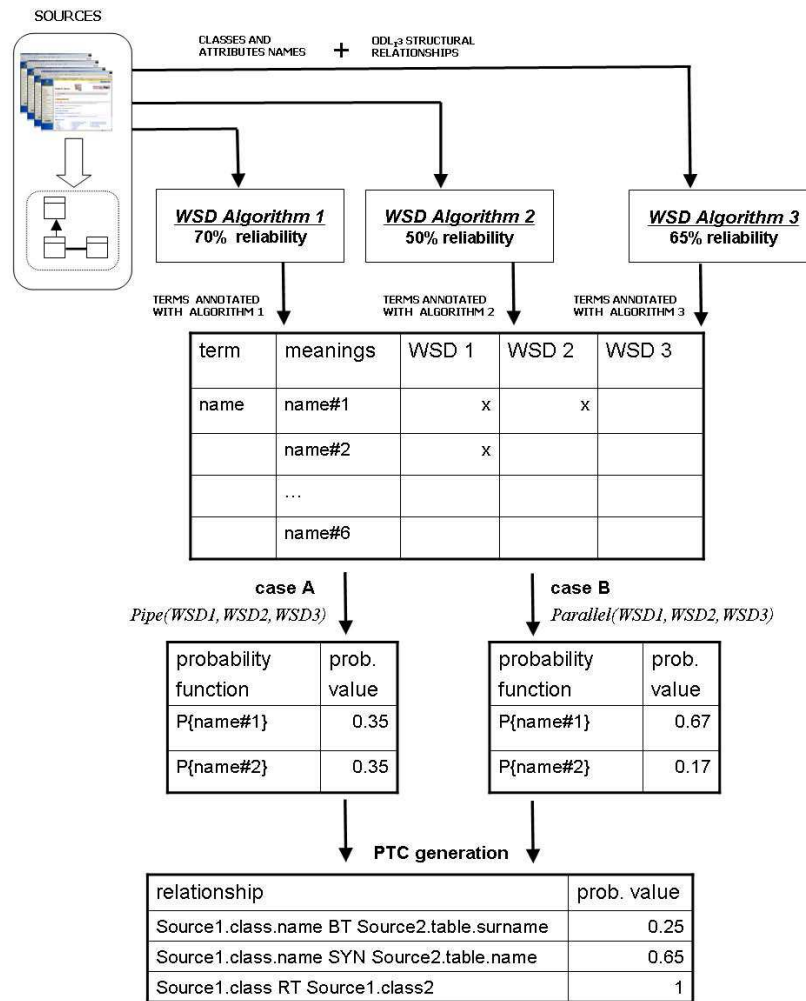 SOURCES
CLASSES AND
ATTRIBUTES NAMES
+
ODLI3 STRUCTURAL
RELATIONSHIPS
WSD Algorithm 1
70% reliability
WSD Algorithm 2
50% reliability
WSD Algorithm 3
65% reliability
TERMS ANNOTATED
WITH ALGORITHM 1
TERMS ANNOTATED
WITH ALGORITHM 2
TERMS ANNOTATED
WITH ALGORITHM 3
term meanings WSD 1 WSD 2 WSD 3
name name#1 x x
name#2 x
...
name#6
case A
Pipe(WSD1, WSD2, WSD3)
case B
Parallel(WSD1, WSD2, WSD3)
probability function prob. value
P{name#1} 0.35
P{name#2} 0.35
probability function prob. value
P{name#1} 0.67
P{name#2} 0.17
PTC generation
relationship prob. value
Source1.class.name BT Source2.table.surname 0.25
Source1.class.name SYN Source2.table.name 0.65
Source1.class RT Source1.class2 1